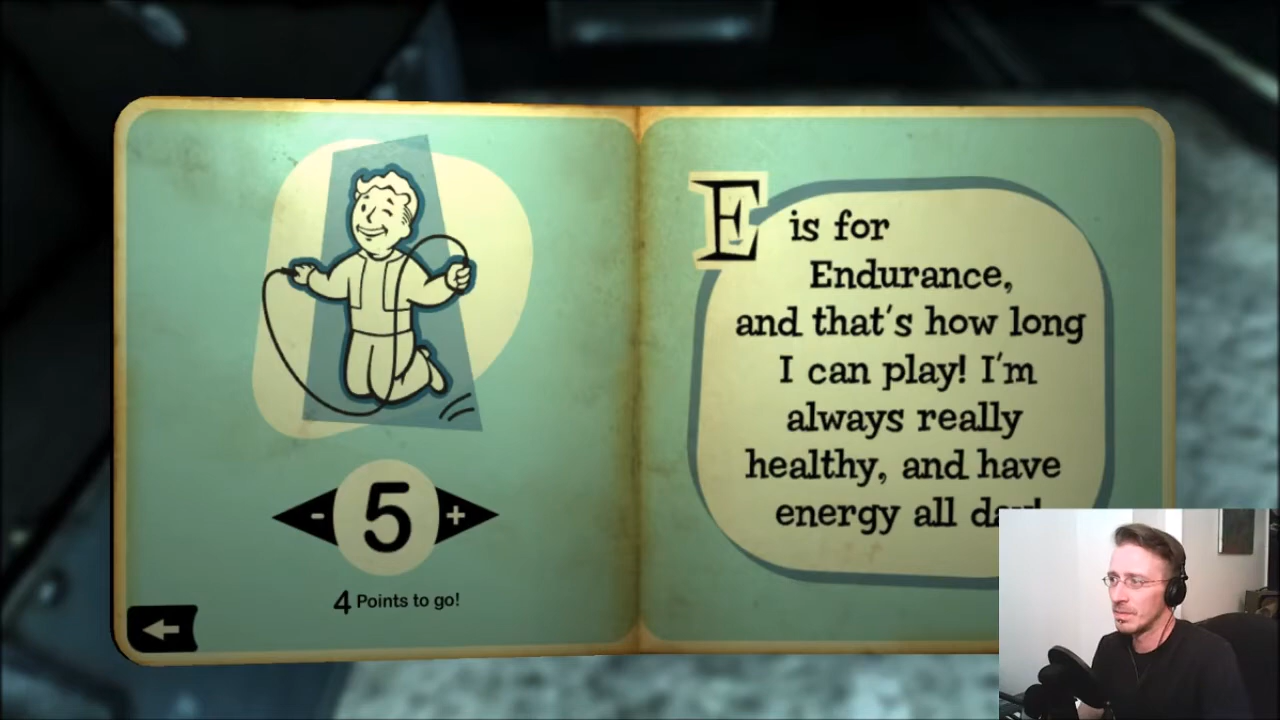 E is for
Endurance,
and that's how long
I can play! I'm
always really
healthy, and have
energy all day!
- 5 +
4 Points to go!